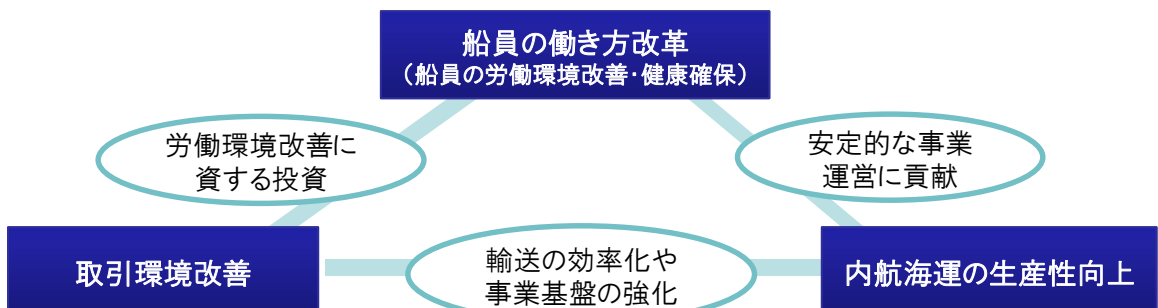 船員の働き方改革
（船員の労働環境改善・健康確保）
労働環境改善に
資する投資
安定的な事業
運営に貢献
取引環境改善
輸送の効率化や
事業基盤の強化
内航海運の生産性向上